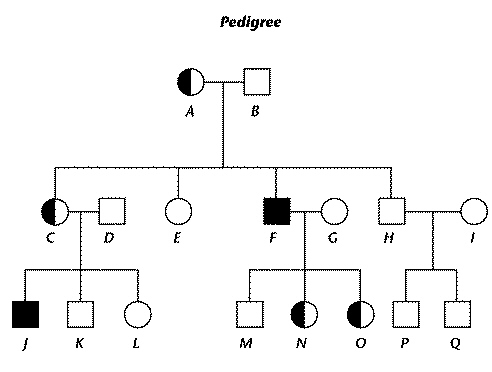 Pedigree
A B
C D E F G H I
J K L M N O P Q